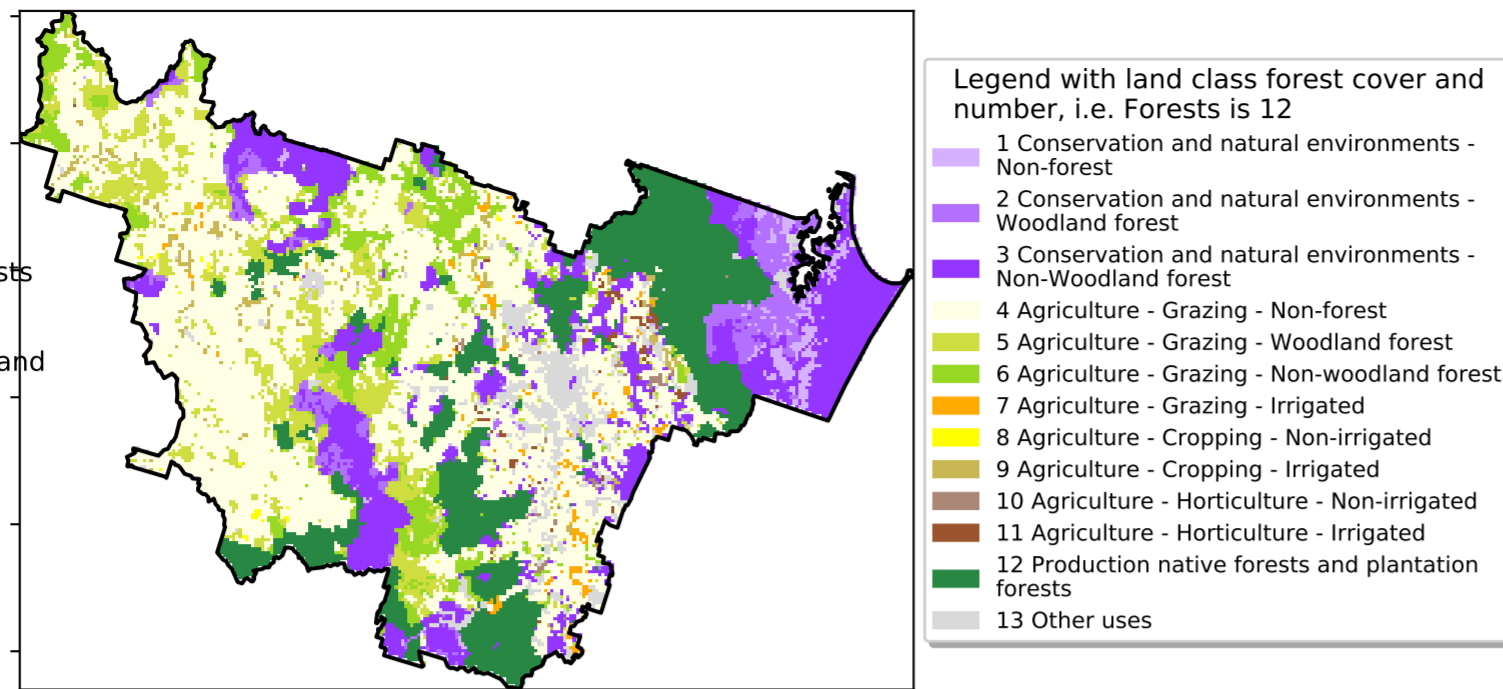 Legend with land class forest cover and
number, i.e. Forests is 12
1 Conservation and natural environments -
Non-forest
2 Conservation and natural environments -
Woodland forest
3 Conservation and natural environments -
Non-Woodland forest
4 Agriculture - Grazing - Non-forest
5 Agriculture - Grazing - Woodland forest
6 Agriculture - Grazing - Non-woodland forest
7 Agriculture - Grazing - Irrigated
8 Agriculture - Cropping - Non-irrigated
9 Agriculture - Cropping - Irrigated
10 Agriculture - Horticulture - Non-irrigated
11 Agriculture - Horticulture - Irrigated
12 Production native forests and plantation
forests
13 Other uses
sts
and